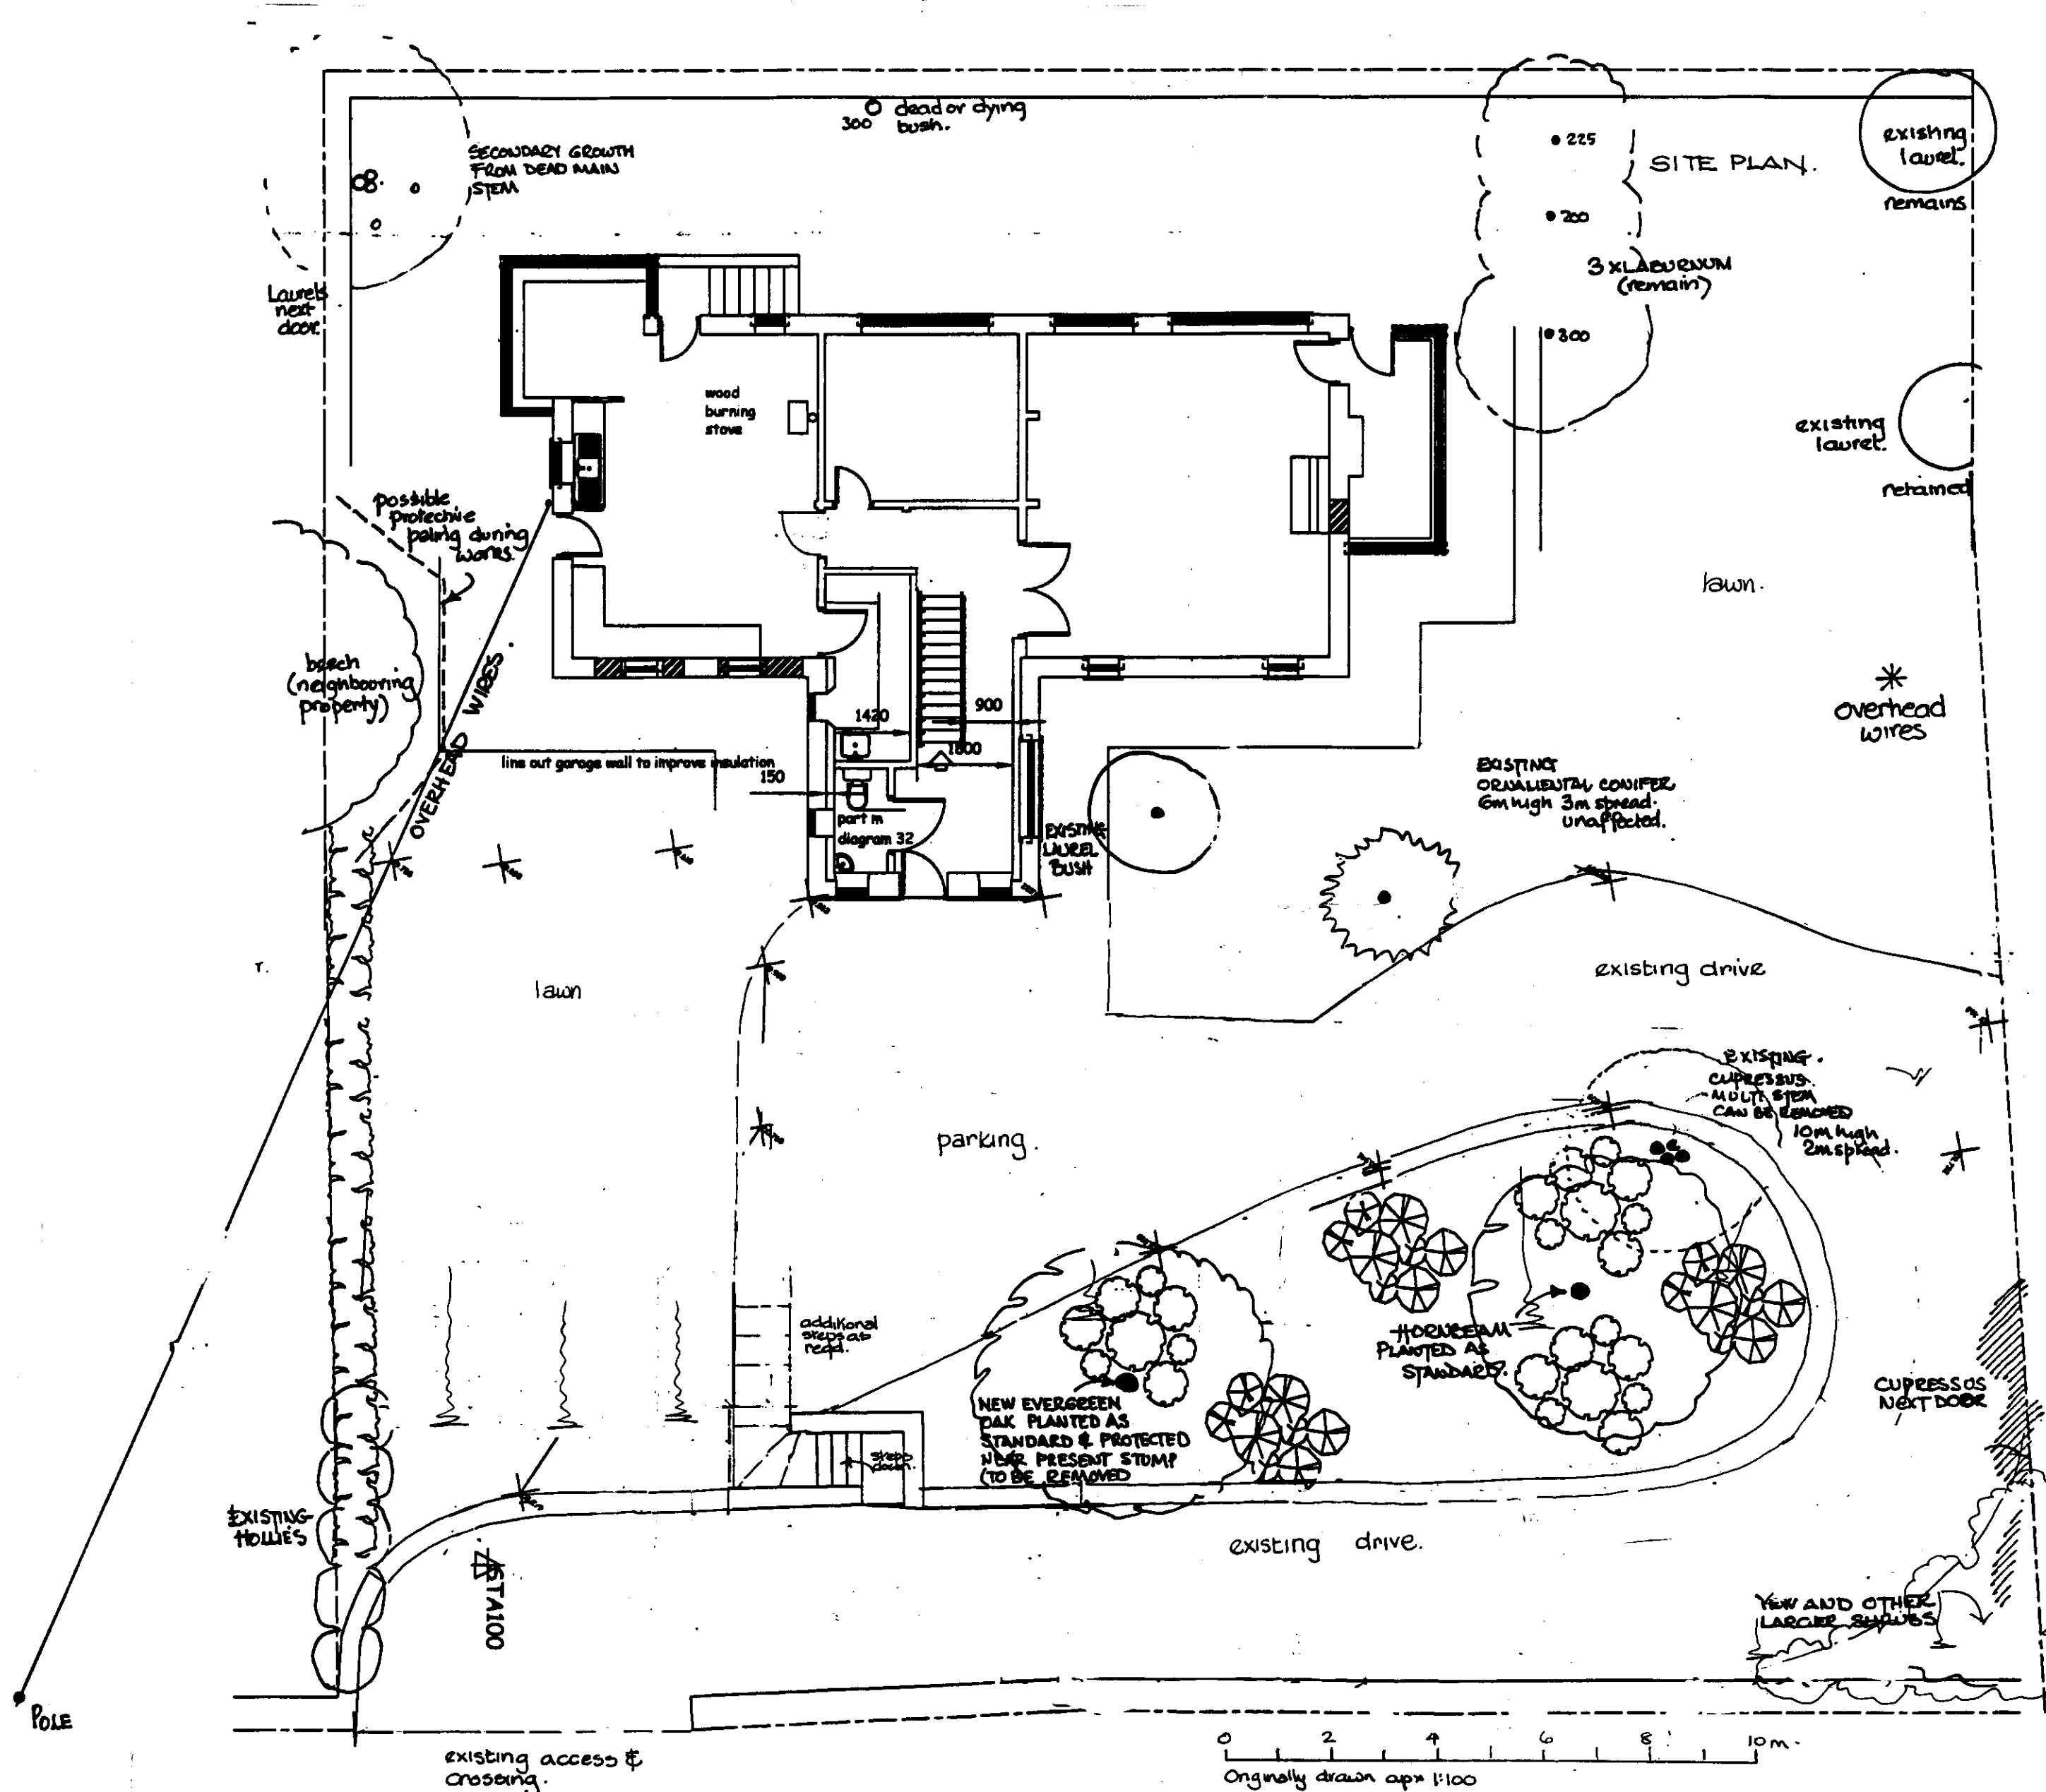 300
dead or dying
bush.
SECONDARY GROWTH
FROM DEAD MAIN
STEM
225
SITE PLAN.
existing
laurel.
remains
200
3 x LABURNUM
(remain)
300
Laurels
next
door.
wood
burning
stove
existing
laurel.
retained
possible
protective
paling during
works.
lawn.
beech
(neighbouring
property)
OVERHEAD WIRES.
overhead
wires
1420
900
1800
line out garage wall to improve insulation
150
part m
diagram 32
EXISTING
LAUREL
BUSH
EXISTING
ORNAMENTAL CONIFER
6m high 3m spread.
unaffected.
lawn
existing drive
parking.
EXISTING.
CUPRESSUS.
MULTI STEM
CAN BE REMOVED
10m high
2m spread.
additional
steps as
reqd.
HORNBEAM
PLANTED AS
STANDARD.
NEW EVERGREEN
OAK PLANTED AS
STANDARD & PROTECTED
NEAR PRESENT STUMP
(TO BE REMOVED
steps
down.
CUPRESSUS
NEXT DOOR
EXISTING
HOLLIES
existing drive.
STA100
YEW AND OTHER
LARGER SHRUBS
POLE
existing access &
crossing.
0 2 4 6 8 10m.
Originally drawn apx 1:100